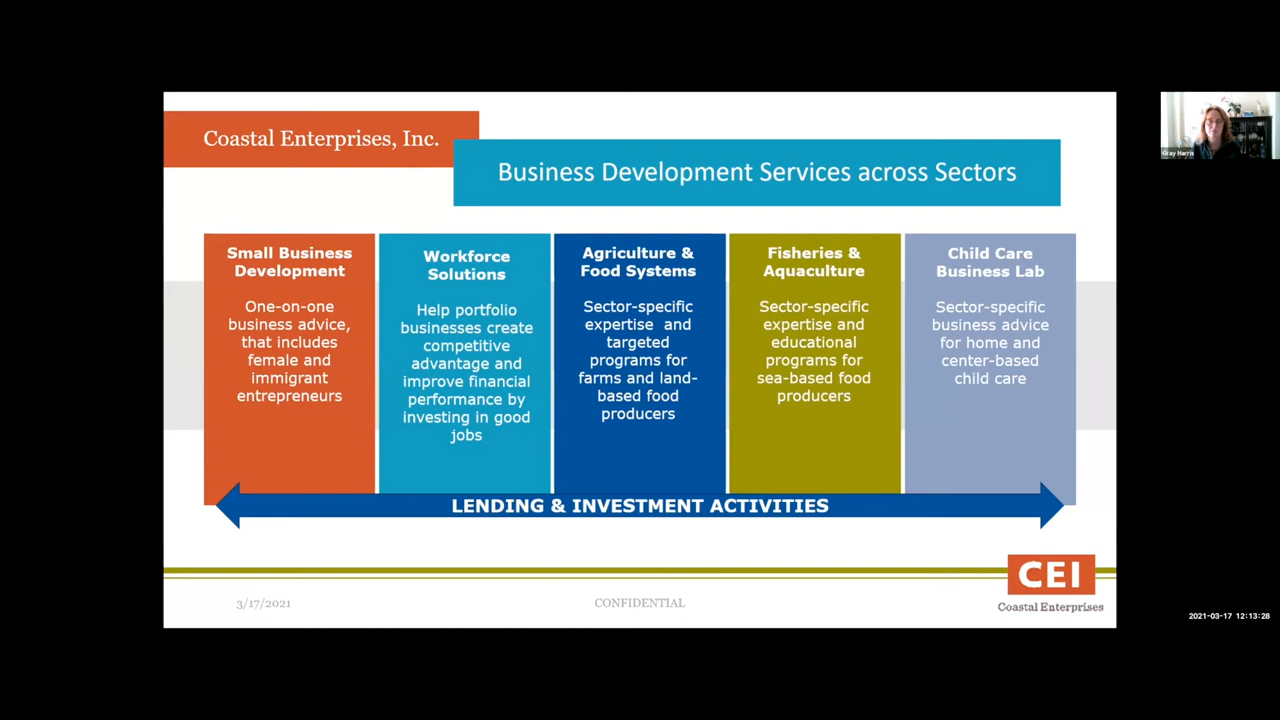 Coastal Enterprises, Inc.
Business Development Services across Sectors
Small Business
Development
One-on-one
business advice,
that includes
female and
immigrant
entrepreneurs
Workforce
Solutions
Help portfolio
businesses create
competitive
advantage and
improve financial
performance by
investing in good
jobs
Agriculture &
Food Systems
Sector-specific
expertise and
targeted
programs for
farms and land-
based food
producers
Fisheries &
Aquaculture
Sector-specific
expertise and
educational
programs for
sea-based food
producers
Child Care
Business Lab
Sector-specific
business advice
for home and
center-based
child care
LENDING & INVESTMENT ACTIVITIES
3/17/2021
CONFIDENTIAL
CEI
Coastal Enterprises
Gray Harris
2021-03-17 12:13:28